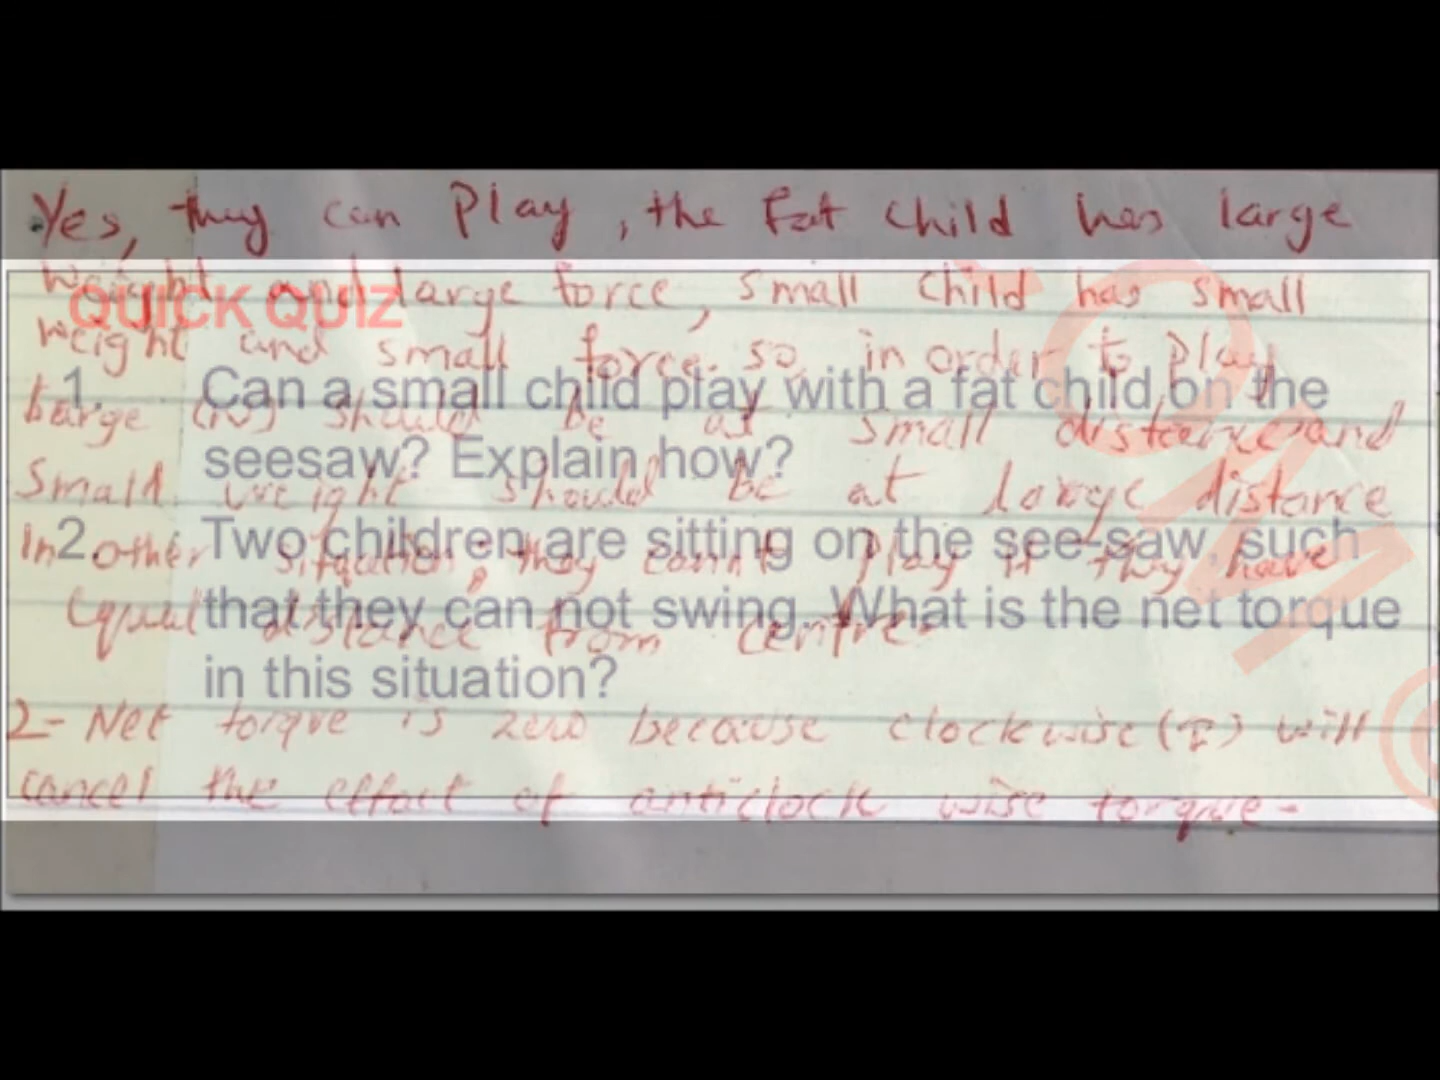 Yes, they can Play, the Fat child has large
weight and large force, small child has small
weight and small force. so, in order to play
Large (w) should be at small distance and
Small weight should be at large distance
In other situation, they can't play if they have
equal distance from centre.
2- Net torque is zero because clockwise (τ) will
cancel the effect of anticlock wise torque-
QUICK QUIZ
1. Can a small child play with a fat child on the
seesaw? Explain how?
2. Two children are sitting on the see-saw, such
that they can not swing. What is the net torque
in this situation?